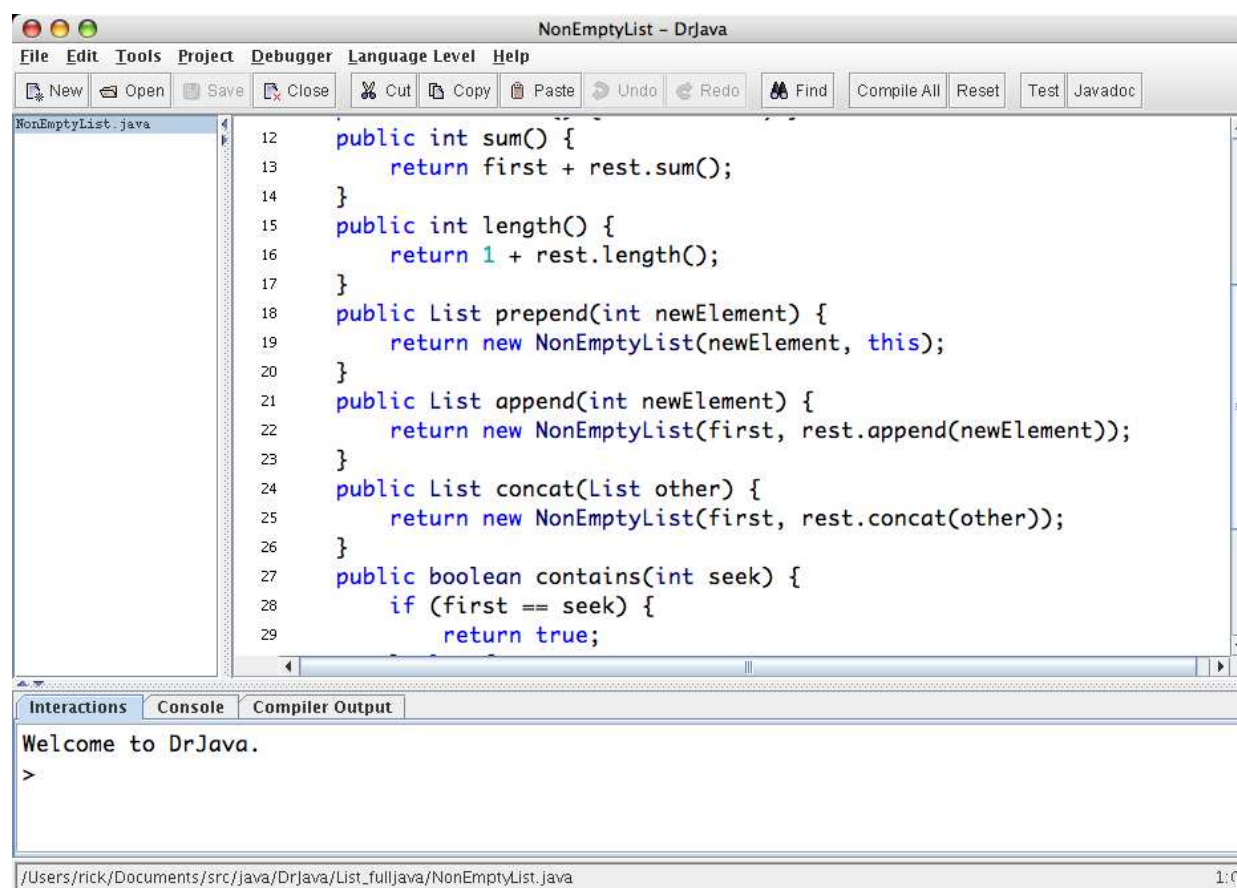 NonEmptyList – DrJava
File Edit Tools Project Debugger Language Level Help
New Open Save Close Cut Copy Paste Undo Redo Find Compile All Reset Test Javadoc
NonEmptyList.java
12 public int sum() {
13 return first + rest.sum();
14 }
15 public int length() {
16 return 1 + rest.length();
17 }
18 public List prepend(int newElement) {
19 return new NonEmptyList(newElement, this);
20 }
21 public List append(int newElement) {
22 return new NonEmptyList(first, rest.append(newElement));
23 }
24 public List concat(List other) {
25 return new NonEmptyList(first, rest.concat(other));
26 }
27 public boolean contains(int seek) {
28 if (first == seek) {
29 return true;
Interactions Console Compiler Output
Welcome to DrJava.
>
/Users/rick/Documents/src/java/DrJava/List_fulljava/NonEmptyList.java